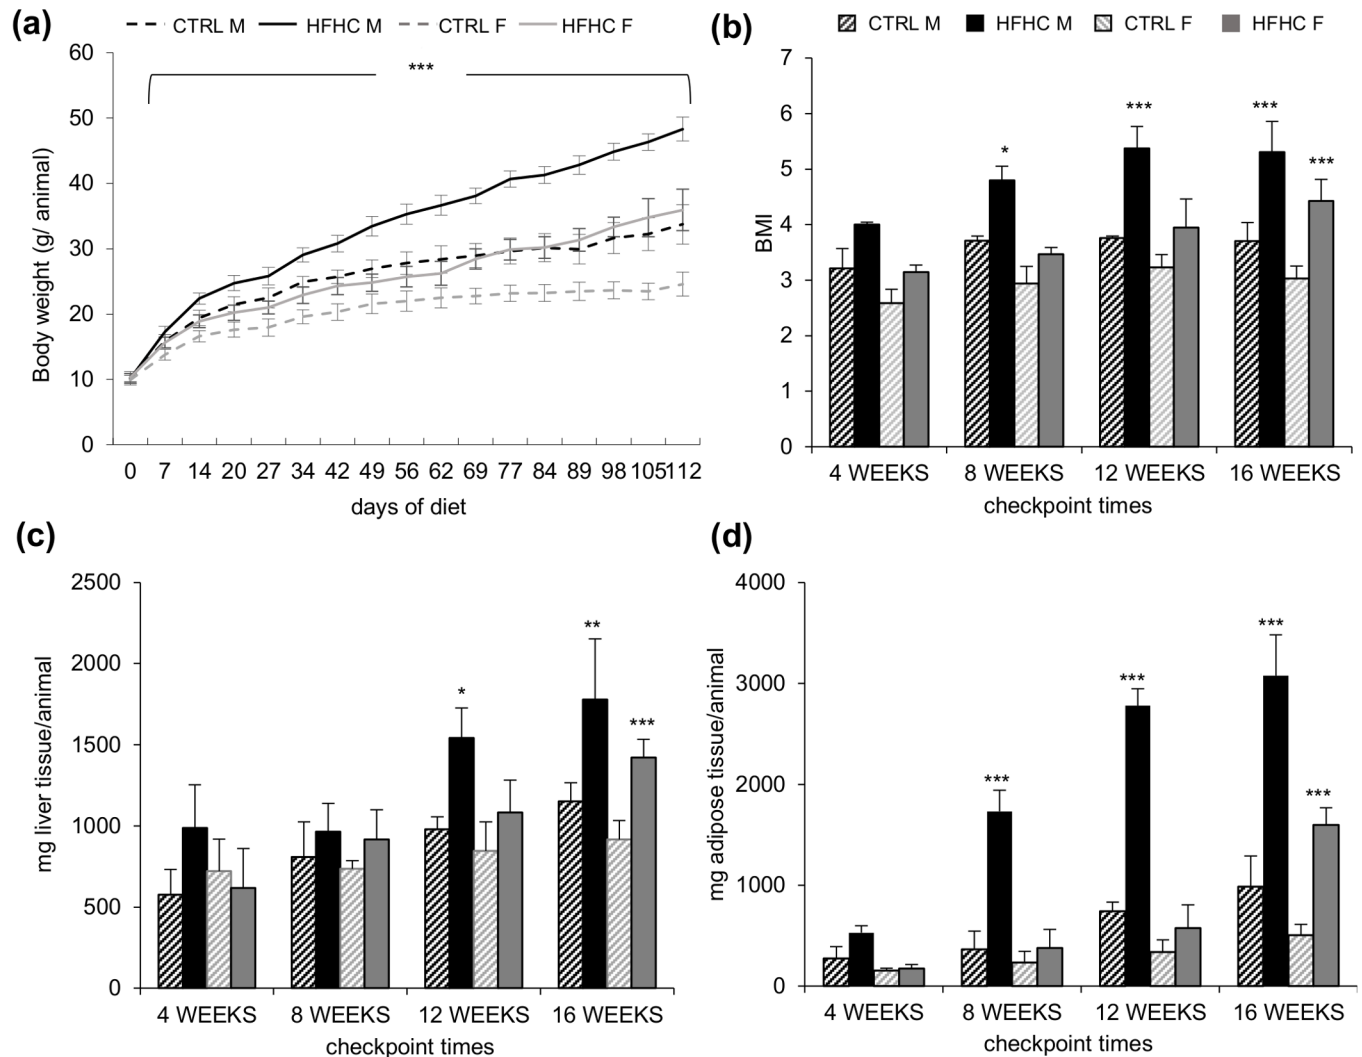 (a)
CTRL M HFHC M CTRL F HFHC F
***
60
50
40
30
20
10
0
Body weight (g/ animal)
0 7 14 20 27 34 42 49 56 62 69 77 84 89 98 105 112
days of diet
(b)
CTRL M HFHC M CTRL F HFHC F
7
6
5
4
3
2
1
0
BMI
* *** *** ***
4 WEEKS 8 WEEKS 12 WEEKS 16 WEEKS
checkpoint times
(c)
2500
2000
1500
1000
500
0
mg liver tissue/animal
* ** ***
4 WEEKS 8 WEEKS 12 WEEKS 16 WEEKS
checkpoint times
(d)
4000
3000
2000
1000
0
mg adipose tissue/animal
*** *** *** ***
4 WEEKS 8 WEEKS 12 WEEKS 16 WEEKS
checkpoint times